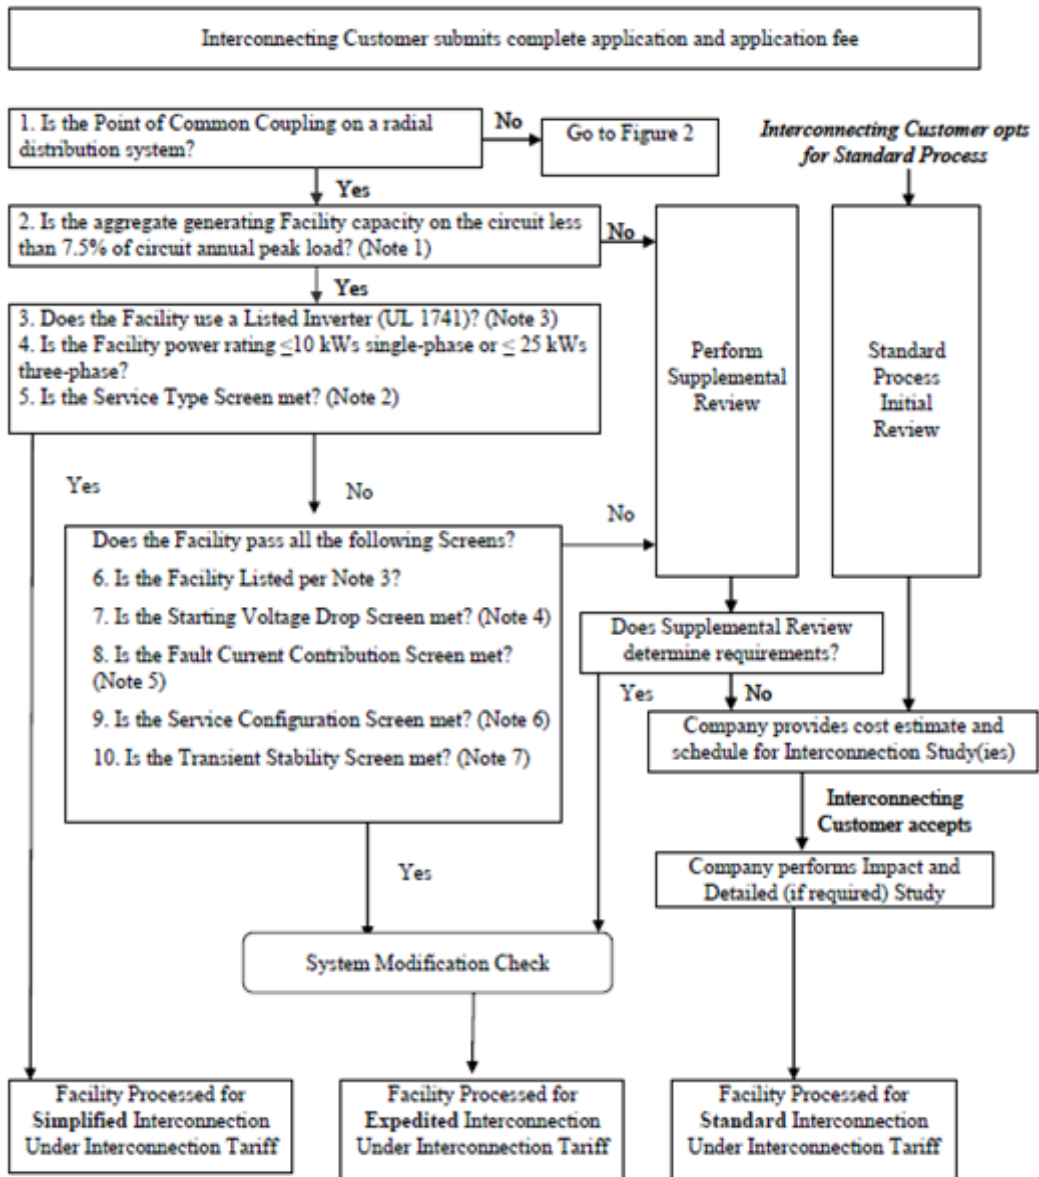 Interconnecting Customer submits complete application and application fee
1. Is the Point of Common Coupling on a radial
distribution system?
No
Go to Figure 2
Interconnecting Customer opts
for Standard Process
Yes
2. Is the aggregate generating Facility capacity on the circuit less
than 7.5% of circuit annual peak load? (Note 1)
No
Yes
3. Does the Facility use a Listed Inverter (UL 1741)? (Note 3)
4. Is the Facility power rating ≤10 kWs single-phase or ≤ 25 kWs
three-phase?
5. Is the Service Type Screen met? (Note 2)
Perform
Supplemental
Review
Standard
Process
Initial
Review
Yes
No
No
Does the Facility pass all the following Screens?
6. Is the Facility Listed per Note 3?
7. Is the Starting Voltage Drop Screen met? (Note 4)
8. Is the Fault Current Contribution Screen met?
(Note 5)
9. Is the Service Configuration Screen met? (Note 6)
10. Is the Transient Stability Screen met? (Note 7)
Does Supplemental Review
determine requirements?
Yes
No
Company provides cost estimate and
schedule for Interconnection Study(ies)
Interconnecting
Customer accepts
Company performs Impact and
Detailed (if required) Study
Yes
System Modification Check
Facility Processed for
Simplified Interconnection
Under Interconnection Tariff
Facility Processed for
Expedited Interconnection
Under Interconnection Tariff
Facility Processed for
Standard Interconnection
Under Interconnection Tariff